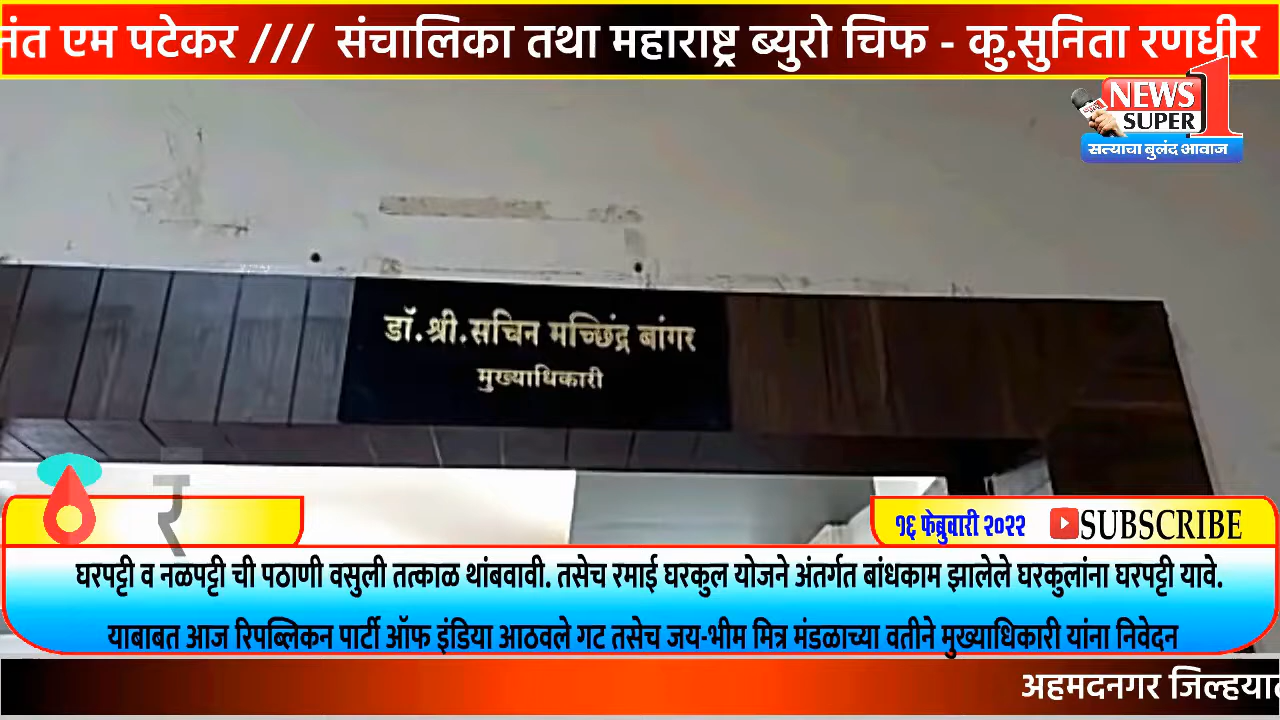 एम पटेकर /// संचालिका तथा महाराष्ट्र ब्युरो चिफ - कु.सुनिता रणधीर
NEWS 1
SUPER
सत्याचा बुलंद आवाज
डॉ.श्री.सचिन मच्छिंद्र बांगर
मुख्याधिकारी
र
१६ फेब्रुवारी २०२२ SUBSCRIBE
घरपट्टी व नळपट्टी ची पठाणी वसुली तत्काळ थांबवावी. तसेच रमाई घरकुल योजने अंतर्गत बांधकाम झालेले घरकुलांना घरपट्टी यावे.
याबाबत आज रिपब्लिकन पार्टी ऑफ इंडिया आठवले गट तसेच जय-भीम मित्र मंडळाच्या वतीने मुख्याधिकारी यांना निवेदन
अहमदनगर